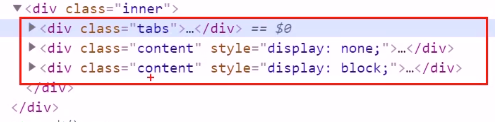 ▼<div class="inner">
▶<div class="tabs">…</div> == $0
▶<div class="content" style="display: none;">…</div>
▶<div class="content" style="display: block;">…</div>
</div>
</div>